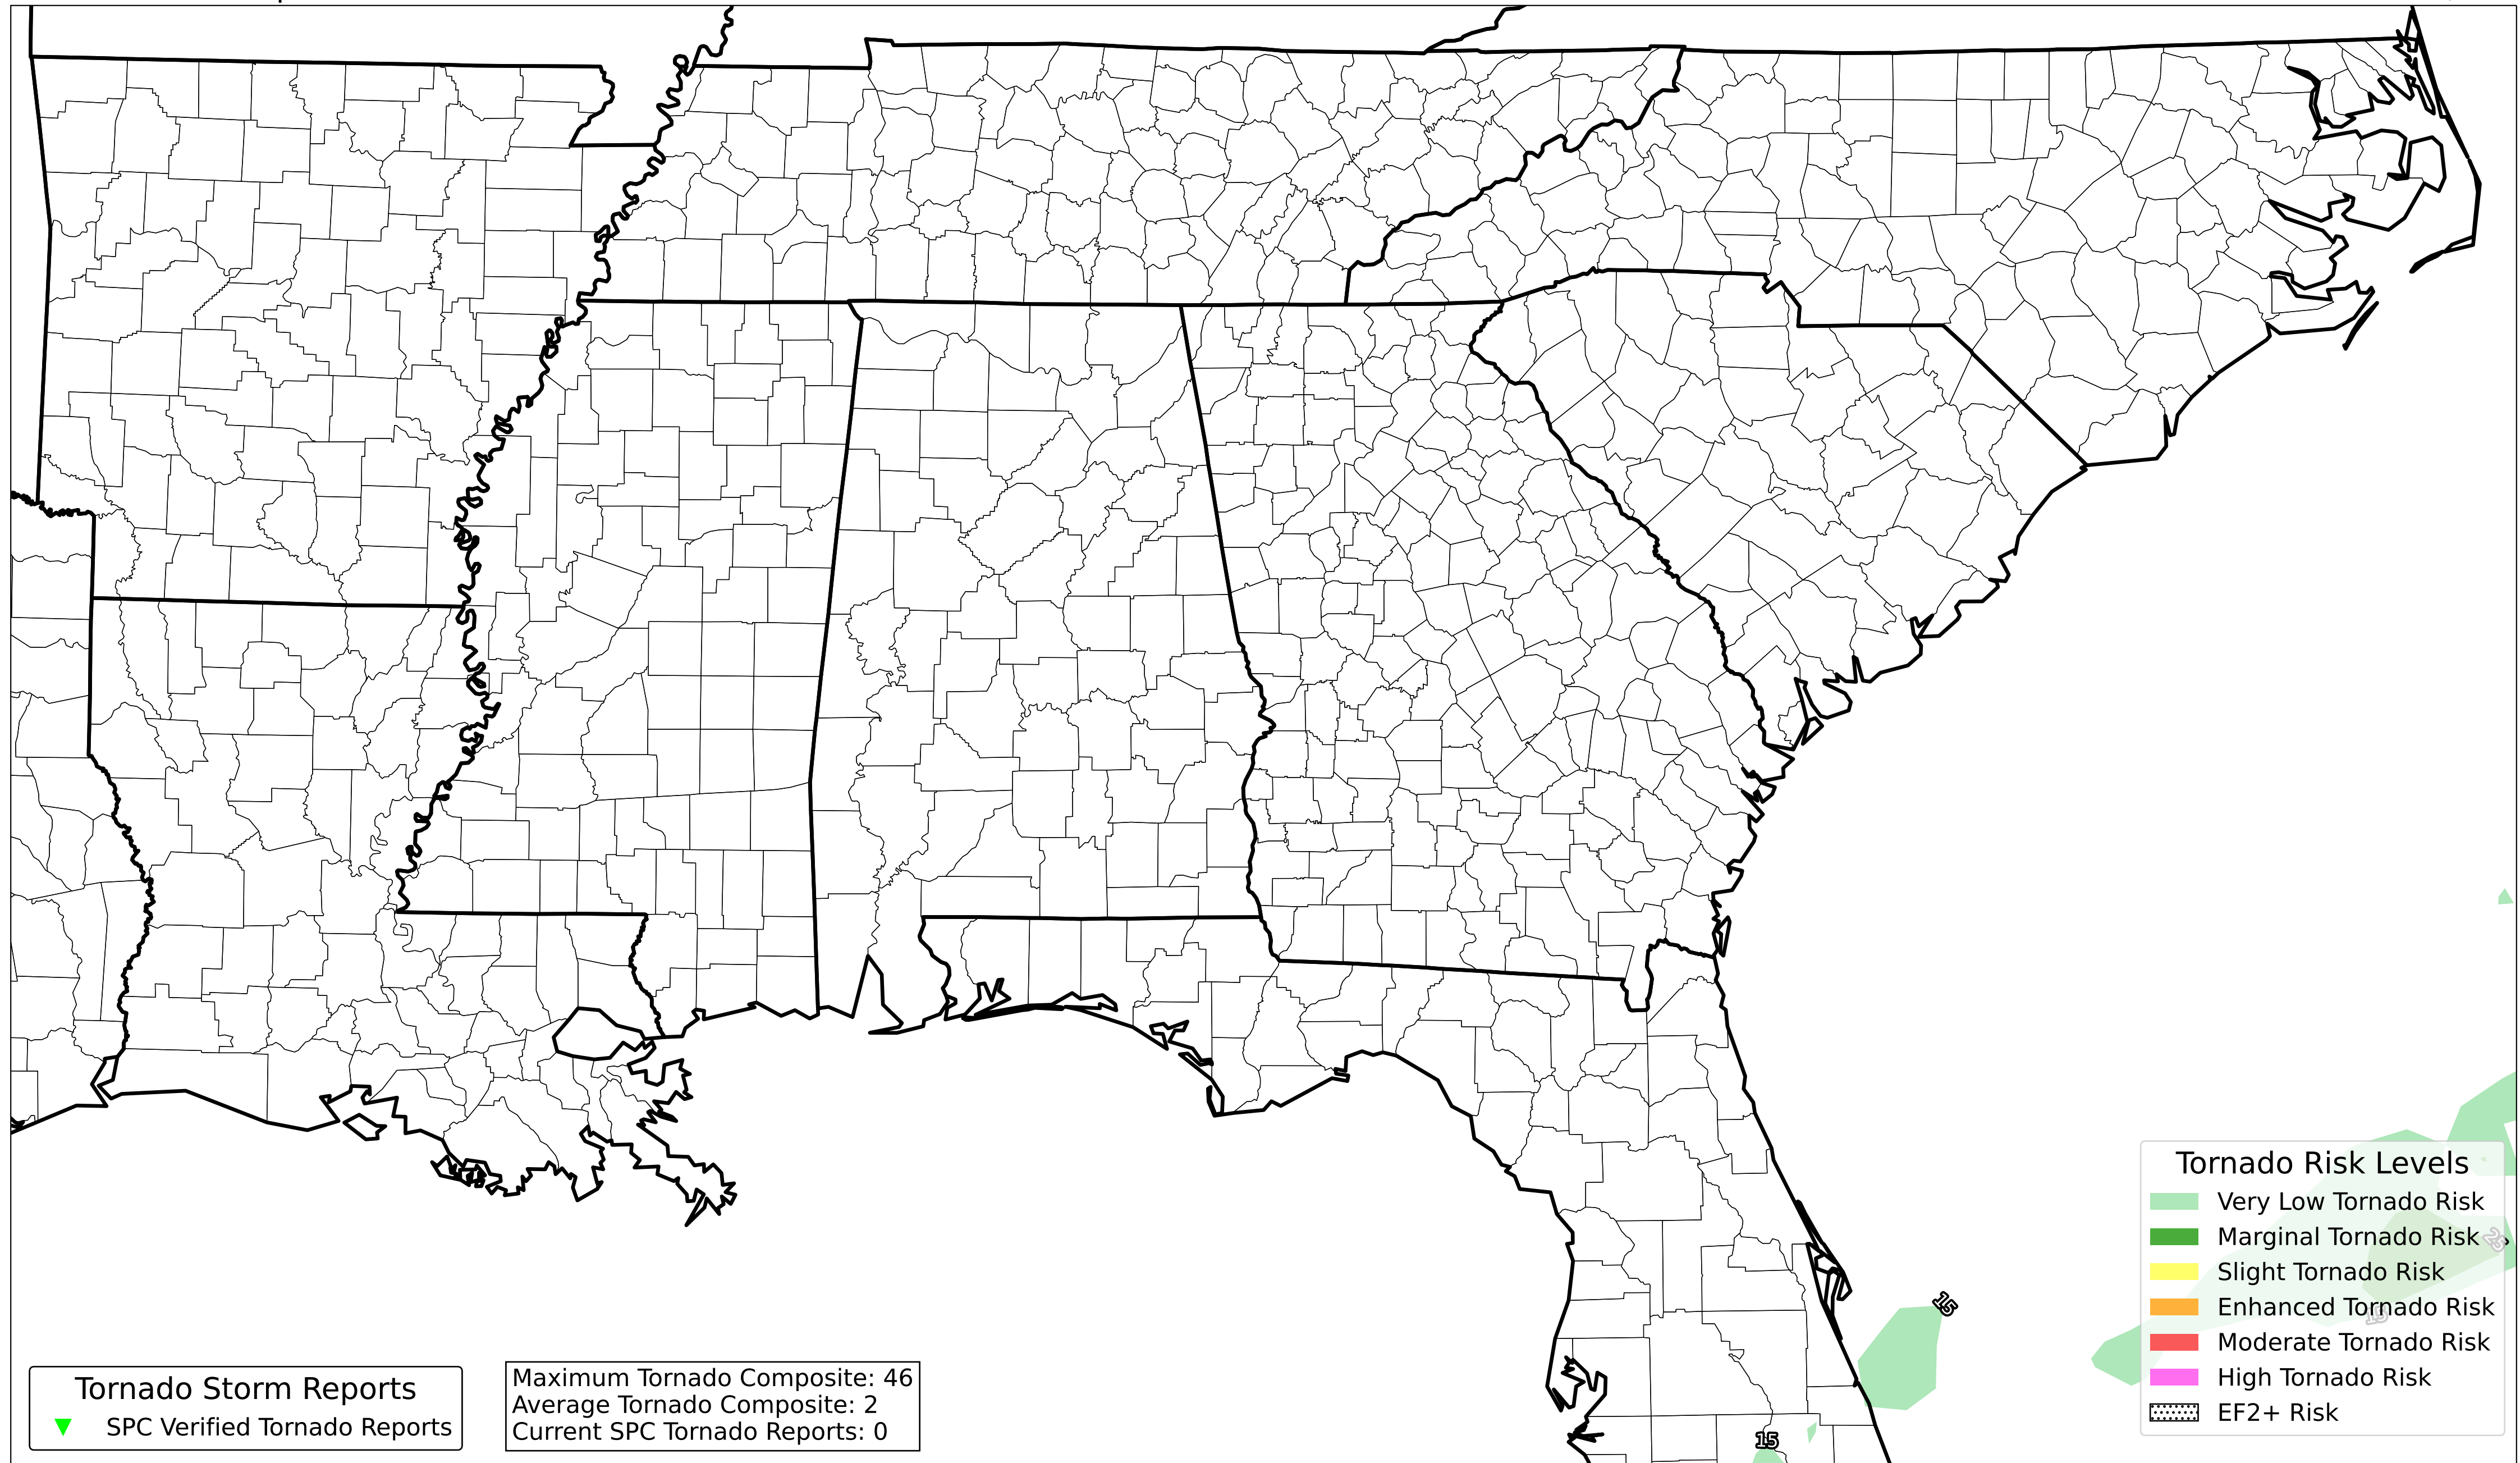 15
25
15
15
Tornado Risk Levels
Very Low Tornado Risk
Marginal Tornado Risk
Slight Tornado Risk
Enhanced Tornado Risk
Moderate Tornado Risk
High Tornado Risk
EF2+ Risk
Tornado Storm Reports
SPC Verified Tornado Reports
Maximum Tornado Composite: 46
Average Tornado Composite: 2
Current SPC Tornado Reports: 0